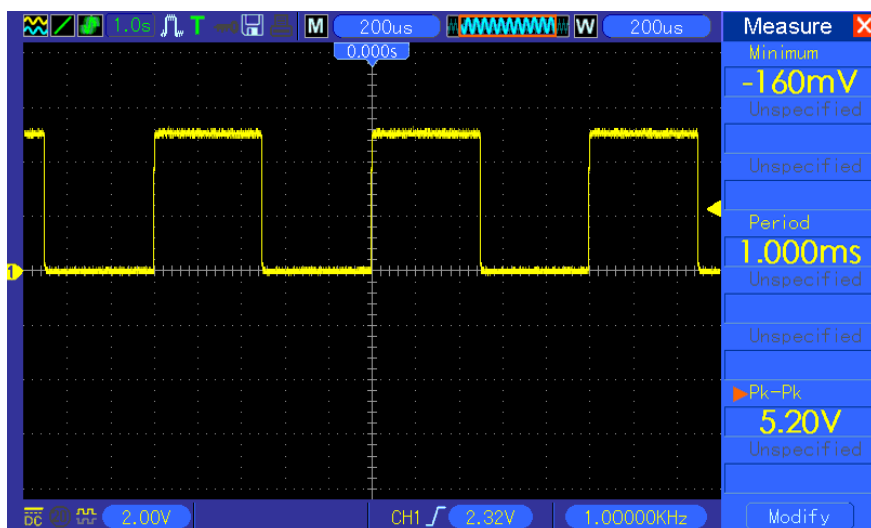 1.0s T M 200us W 200us Measure X
0.000s
Minimum
-160mV
Unspecified
Unspecified
Period
1.000ms
1
Unspecified
Unspecified
Pk-Pk
5.20V
Unspecified
DC 2.00V CH1 2.32V 1.00000KHz Modify